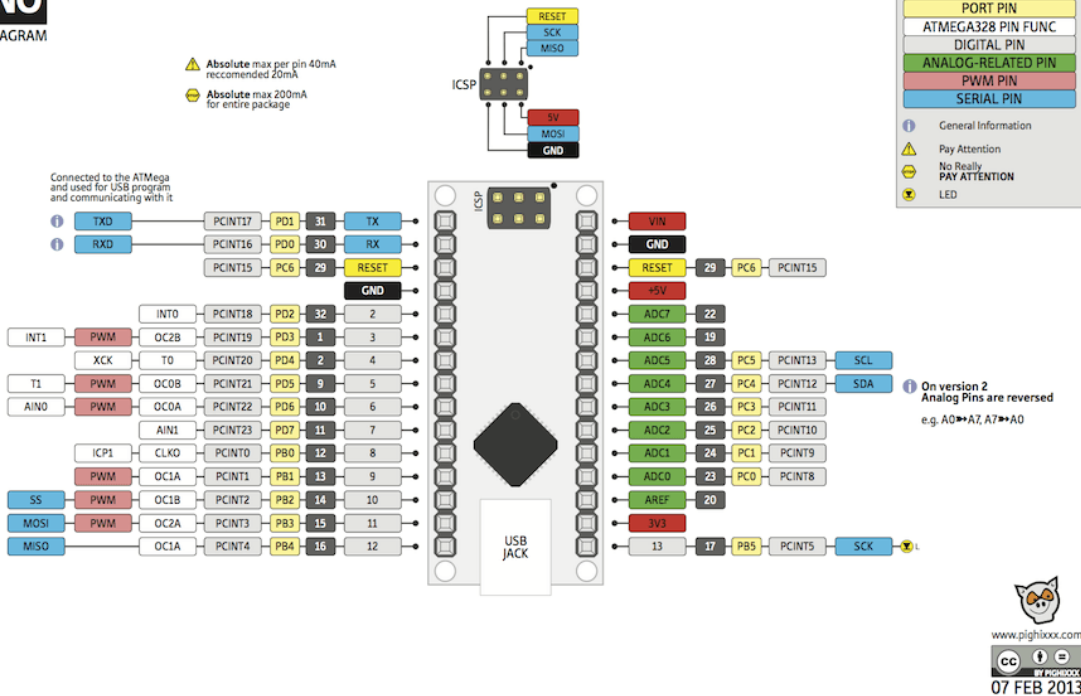 NO
AGRAM
Absolute max per pin 40mA
reccomended 20mA
Absolute max 200mA
for entire package
RESET
SCK
MISO
ICSP
5V
MOSI
GND
PORT PIN
ATMEGA328 PIN FUNC
DIGITAL PIN
ANALOG-RELATED PIN
PWM PIN
SERIAL PIN
General Information
Pay Attention
No Really
PAY ATTENTION
LED
Connected to the ATMega
and used for USB program
and communicating with it
TXD PCINT17 PD1 31 TX
RXD PCINT16 PD0 30 RX
PCINT15 PC6 29 RESET
GND
INT0 PCINT18 PD2 32 2
INT1 PWM OC2B PCINT19 PD3 1 3
XCK T0 PCINT20 PD4 2 4
T1 PWM OC0B PCINT21 PD5 9 5
AIN0 PWM OC0A PCINT22 PD6 10 6
AIN1 PCINT23 PD7 11 7
ICP1 CLKO PCINT0 PB0 12 8
PWM OC1A PCINT1 PB1 13 9
SS PWM OC1B PCINT2 PB2 14 10
MOSI PWM OC2A PCINT3 PB3 15 11
MISO OC1A PCINT4 PB4 16 12
ICSP
USB
JACK
VIN
GND
RESET 29 PC6 PCINT15
+5V
ADC7 22
ADC6 19
ADC5 28 PC5 PCINT13 SCL
ADC4 27 PC4 PCINT12 SDA
ADC3 26 PC3 PCINT11
ADC2 25 PC2 PCINT10
ADC1 24 PC1 PCINT9
ADC0 23 PC0 PCINT8
AREF 20
3V3
13 17 PB5 PCINT5 SCK L
On version 2
Analog Pins are reversed
e.g. A0➵A7, A7➵A0
www.pighixxx.com
cc
BY PIGHIXXX
07 FEB 2013